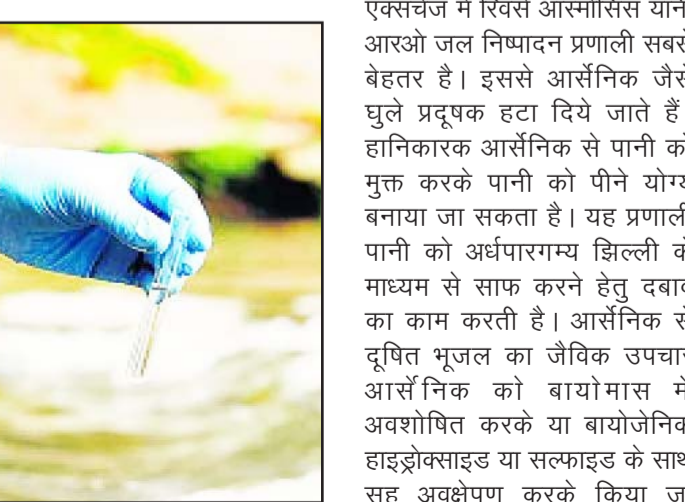 एक्सचेंज में रिवर्स ऑस्मोसिस यानी
आरओ जल निष्पादन प्रणाली सबसे
बेहतर है। इससे आर्सेनिक जैसे
घुले प्रदूषक हटा दिये जाते हैं
हानिकारक आर्सेनिक से पानी को
मुक्त करके पानी को पीने योग्य
बनाया जा सकता है। यह प्रणाली
पानी को अर्धपारगम्य झिल्ली के
माध्यम से साफ करने हेतु दबाव
का काम करती है। आर्सेनिक से
दूषित भूजल का जैविक उपचार
आर्सेनिक को बायोमास में
अवशोषित करके या बायोजेनिक
हाइड्रोक्साइड या सल्फाइड के साथ
सह अवक्षेपण करके किया जा